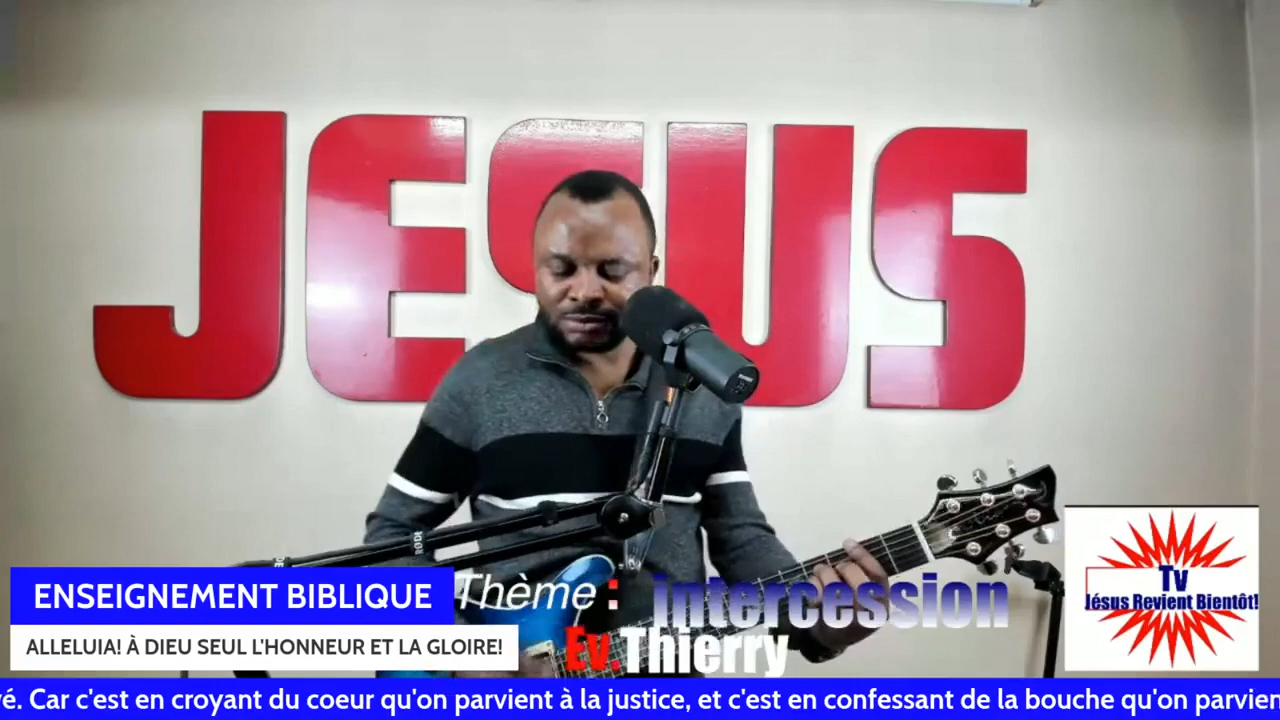 JESUS
RODE
ENSEIGNEMENT BIBLIQUE
Thème : intercession
ALLELUIA! À DIEU SEUL L'HONNEUR ET LA GLOIRE!
Ev.Thierry
Tv
Jésus Revient Bientôt!
vé. Car c'est en croyant du coeur qu'on parvient à la justice, et c'est en confessant de la bouche qu'on parvien